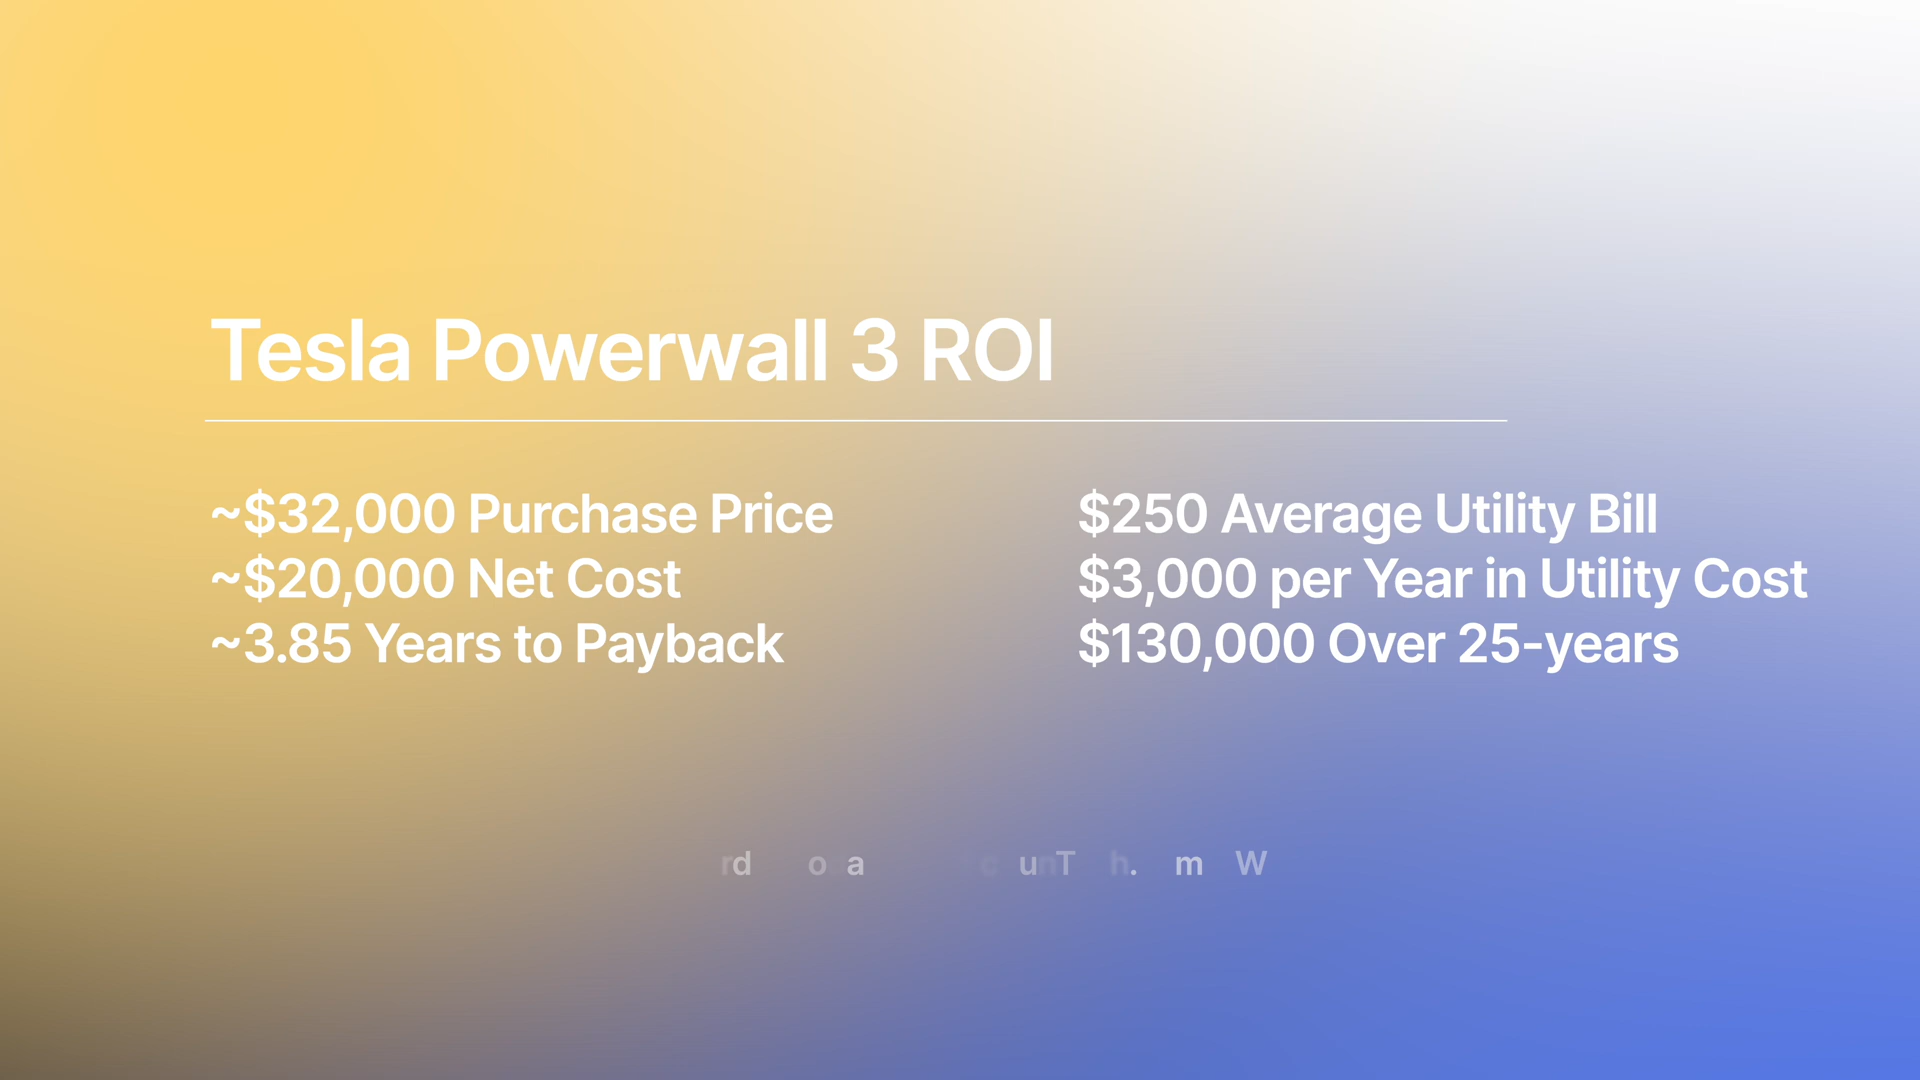 Tesla Powerwall 3 ROI
~$32,000 Purchase Price
~$20,000 Net Cost
~3.85 Years to Payback
$250 Average Utility Bill
$3,000 per Year in Utility Cost
$130,000 Over 25-years